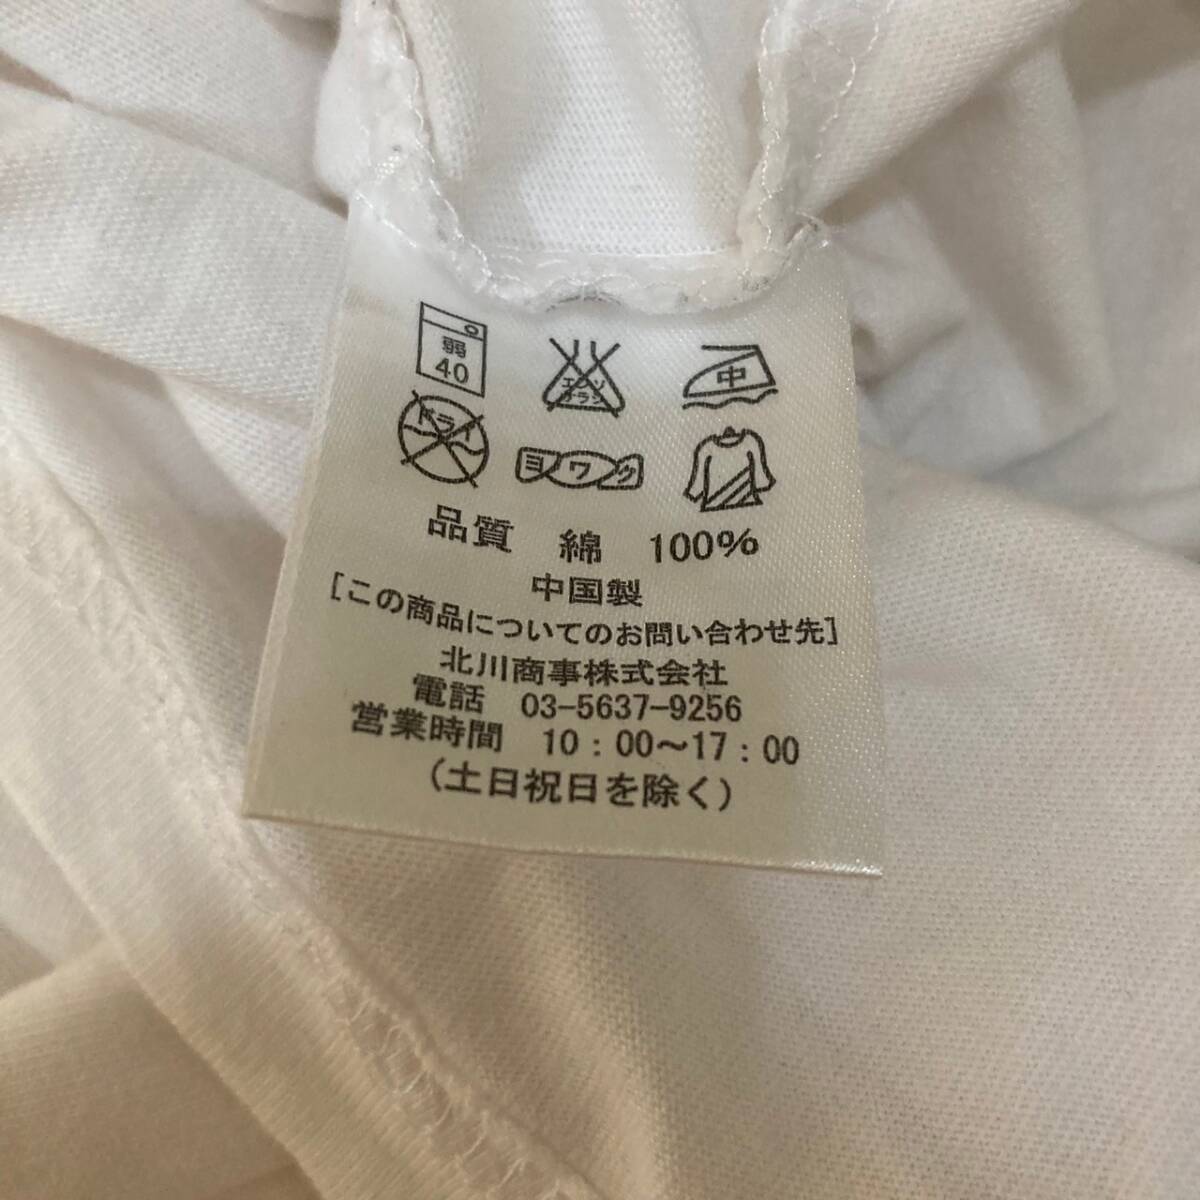 弱
40
エンソ
サラシ
中
ドライ
ヨワク
品質 綿 100%
中国製
[この商品についてのお問い合わせ先]
北川商事株式会社
電話 03-5637-9256
営業時間 10:00～17:00
(土日祝日を除く)